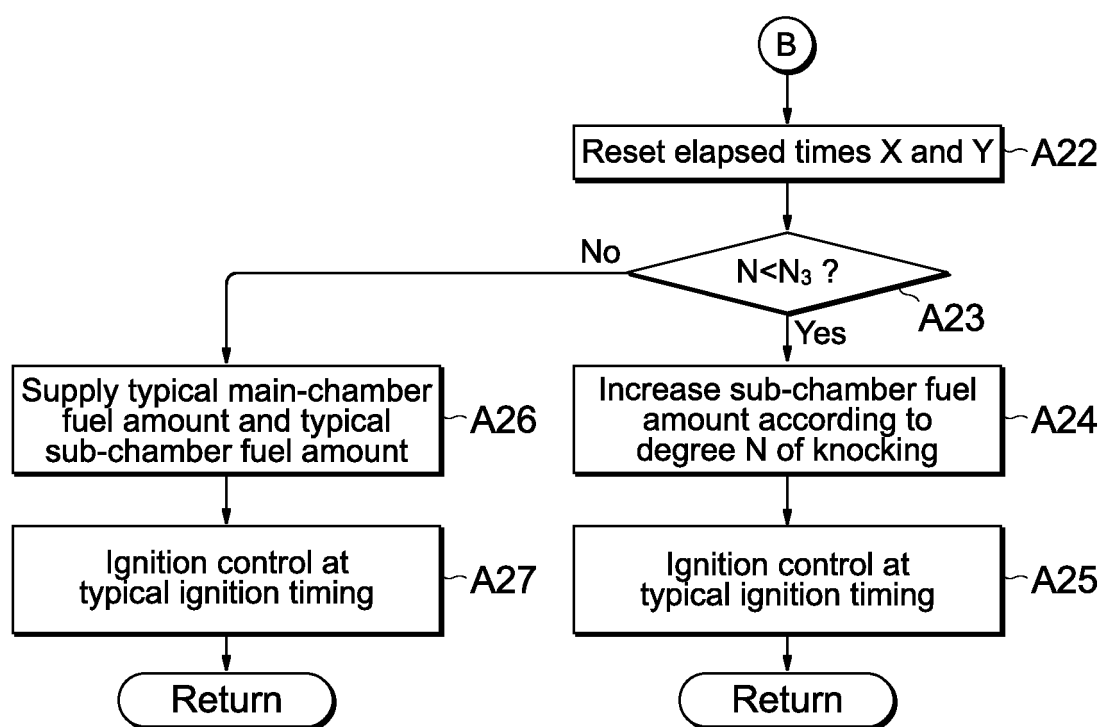 B
Reset elapsed times X and Y
A22
N<N₃ ?
A23
No
Yes
Supply typical main-chamber
fuel amount and typical
sub-chamber fuel amount
A26
Increase sub-chamber fuel
amount according to
degree N of knocking
A24
Ignition control at
typical ignition timing
A27
Ignition control at
typical ignition timing
A25
Return
Return